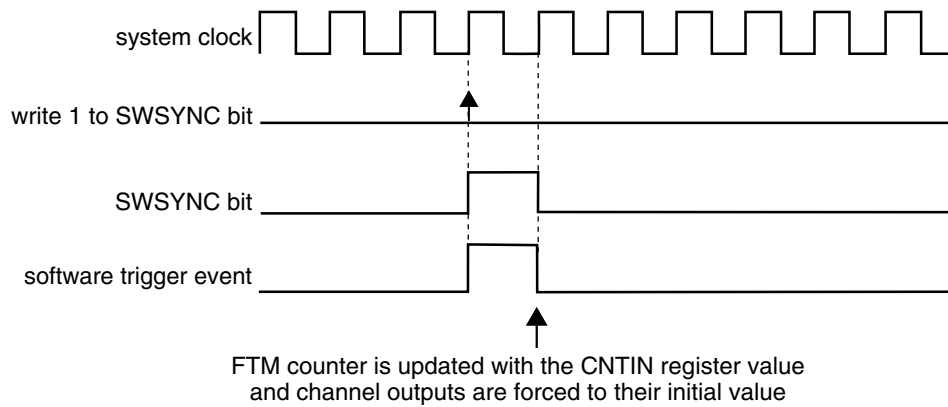 system clock
write 1 to SWSYNC bit
SWSYNC bit
software trigger event
FTM counter is updated with the CNTIN register value
and channel outputs are forced to their initial value